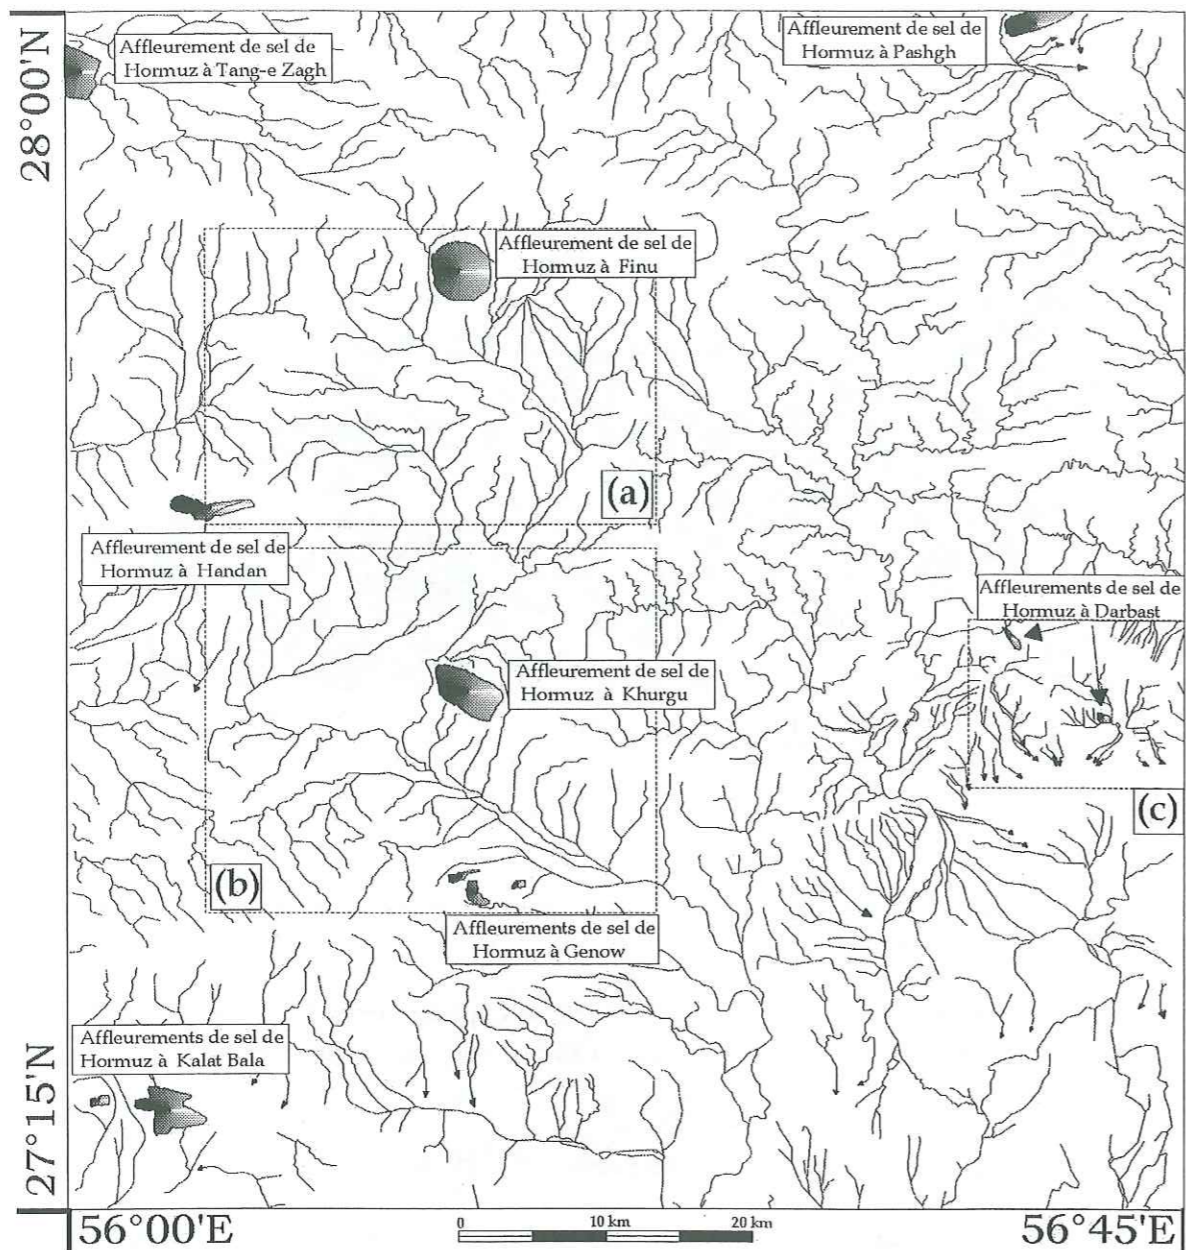 28°00'N
Affleurement de sel de
Hormuz à Tang-e Zagh
Affleurement de sel de
Hormuz à Pashgh
Affleurement de sel de
Hormuz à Finu
(a)
Affleurement de sel de
Hormuz à Handan
Affleurements de sel de
Hormuz à Darbast
Affleurement de sel de
Hormuz à Khurgu
(c)
(b)
Affleurements de sel de
Hormuz à Genow
Affleurements de sel de
Hormuz à Kalat Bala
27°15'N
56°00'E
0 10 km 20 km
56°45'E